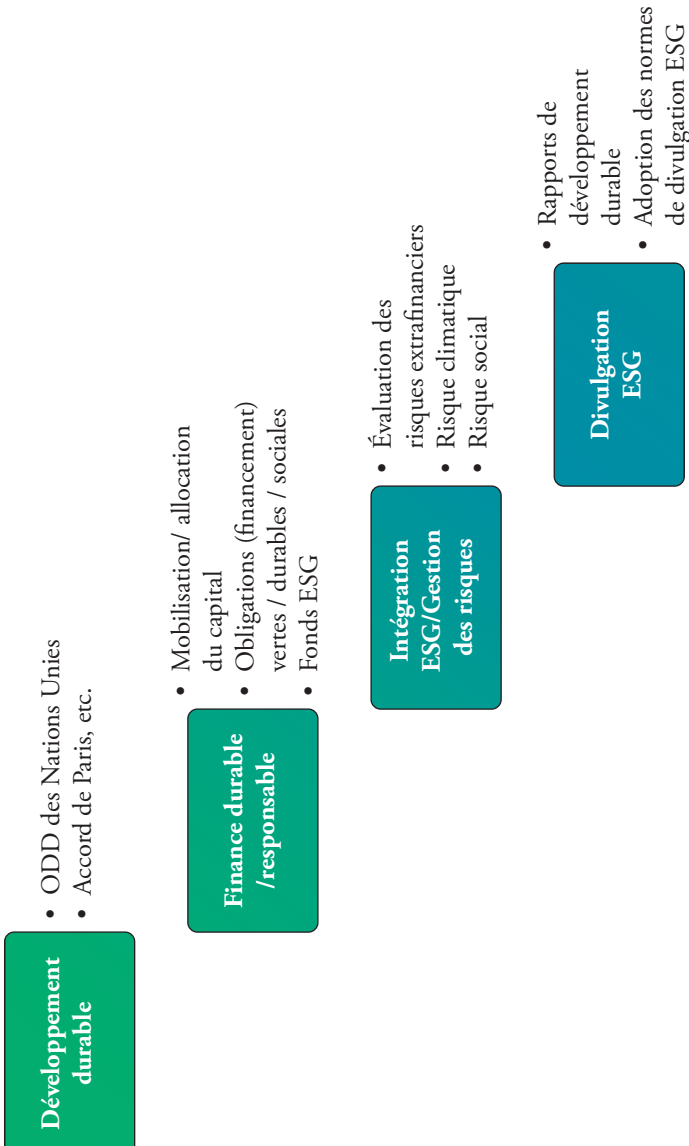 Développement
durable
• ODD des Nations Unies
• Accord de Paris, etc.
Finance durable
/responsable
• Mobilisation/ allocation
du capital
• Obligations (financement)
vertes / durables / sociales
• Fonds ESG
Intégration
ESG/Gestion
des risques
• Évaluation des
risques extrafinanciers
• Risque climatique
• Risque social
Divulgation
ESG
• Rapports de
développement
durable
• Adoption des normes
de divulgation ESG